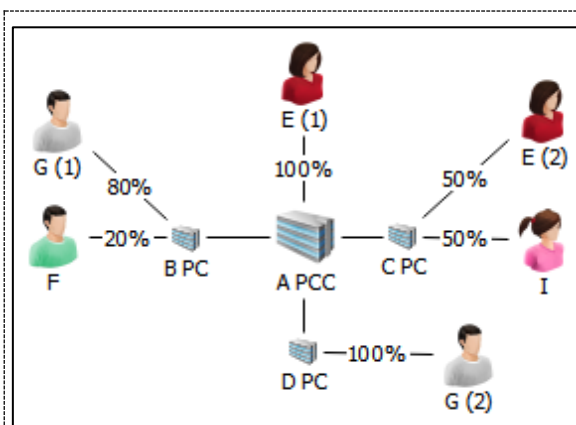 E (1)
E (2)
G (1)
100%
50%
80%
F
20%
B PC
A PCC
C PC
50%
I
D PC
100%
G (2)